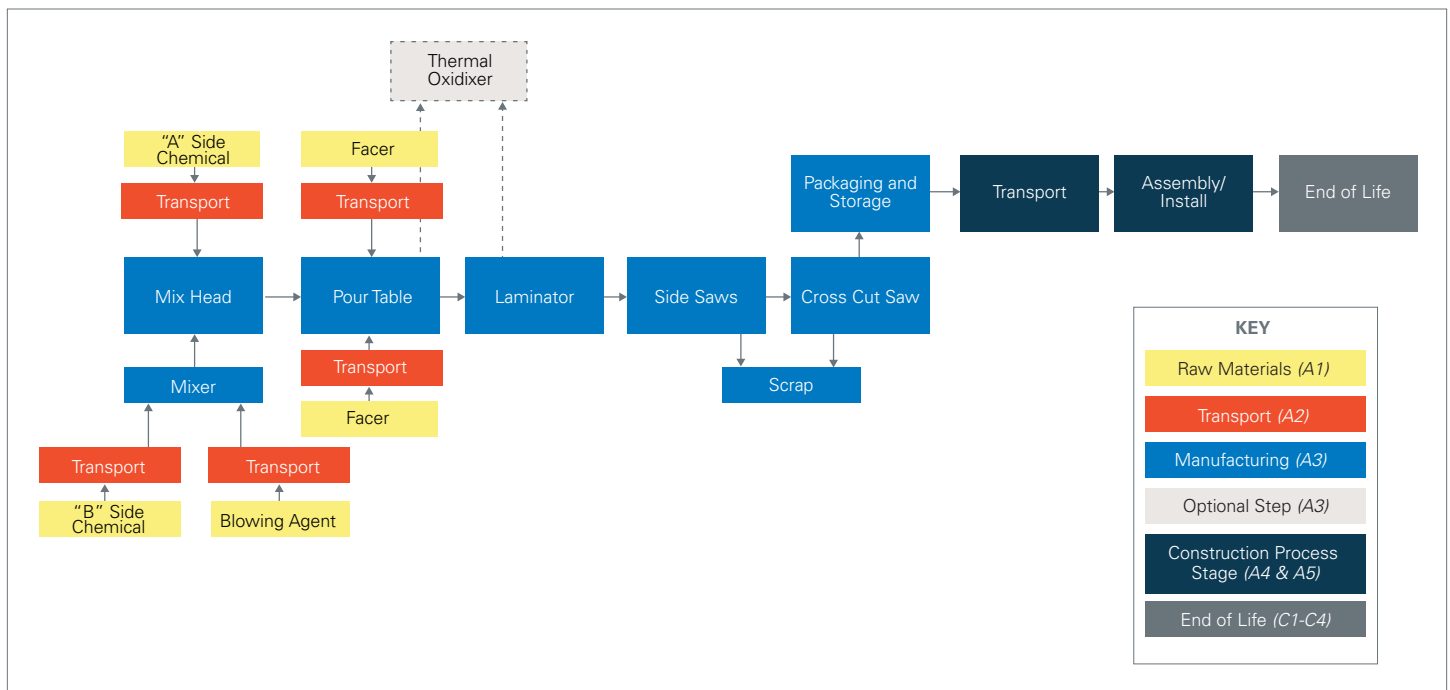 Thermal
Oxidixer
"A" Side
Chemical
Facer
Transport
Transport
Packaging and
Storage
Transport
Assembly/
Install
End of Life
Mix Head
Pour Table
Laminator
Side Saws
Cross Cut Saw
Transport
Mixer
Scrap
Facer
Transport
Transport
"B" Side
Chemical
Blowing Agent
KEY
Raw Materials (A1)
Transport (A2)
Manufacturing (A3)
Optional Step (A3)
Construction Process
Stage (A4 & A5)
End of Life (C1-C4)